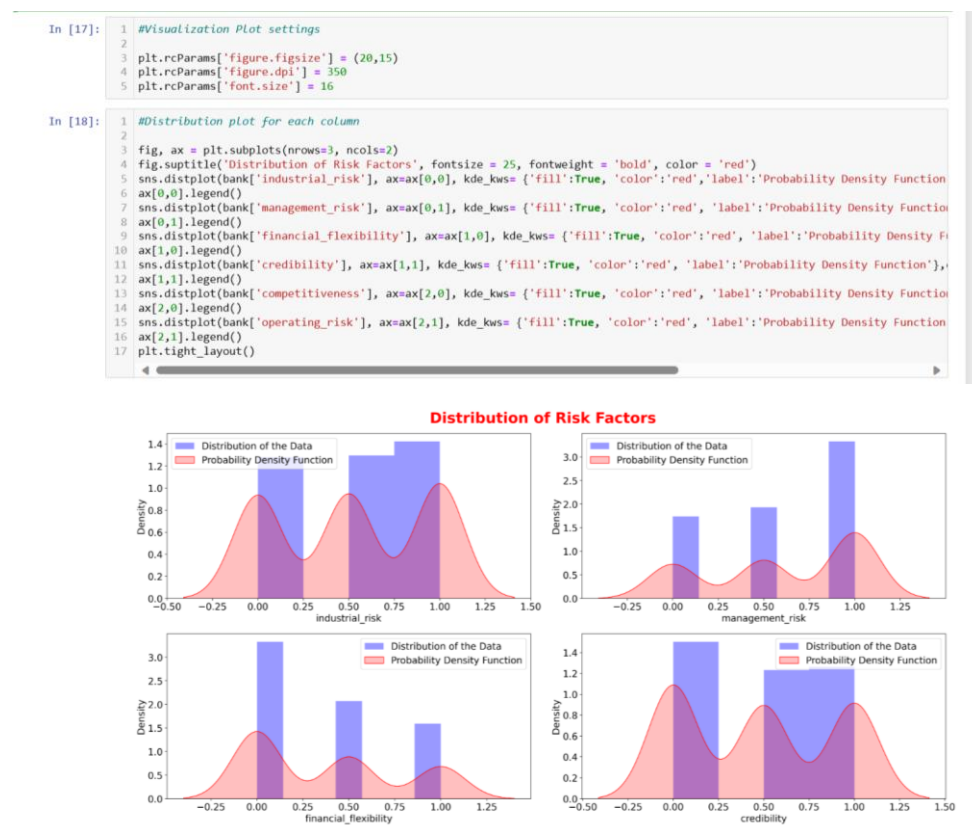 In [17]:
1 #Visualization Plot settings
2
3 plt.rcParams['figure.figsize'] = (20,15)
4 plt.rcParams['figure.dpi'] = 350
5 plt.rcParams['font.size'] = 16
In [18]:
1 #Distribution plot for each column
2
3 fig, ax = plt.subplots(nrows=3, ncols=2)
4 fig.suptitle('Distribution of Risk Factors', fontsize = 25, fontweight = 'bold', color = 'red')
5 sns.distplot(bank['industrial_risk'], ax=ax[0,0], kde_kws= {'fill':True, 'color':'red','label':'Probability Density Function
6 ax[0,0].legend()
7 sns.distplot(bank['management_risk'], ax=ax[0,1], kde_kws= {'fill':True, 'color':'red', 'label':'Probability Density Functio
8 ax[0,1].legend()
9 sns.distplot(bank['financial_flexibility'], ax=ax[1,0], kde_kws= {'fill':True, 'color':'red', 'label':'Probability Density F
10 ax[1,0].legend()
11 sns.distplot(bank['credibility'], ax=ax[1,1], kde_kws= {'fill':True, 'color':'red', 'label':'Probability Density Function'},
12 ax[1,1].legend()
13 sns.distplot(bank['competitiveness'], ax=ax[2,0], kde_kws= {'fill':True, 'color':'red', 'label':'Probability Density Functio
14 ax[2,0].legend()
15 sns.distplot(bank['operating_risk'], ax=ax[2,1], kde_kws= {'fill':True, 'color':'red', 'label':'Probability Density Function
16 ax[2,1].legend()
17 plt.tight_layout()
Distribution of Risk Factors
Distribution of the Data
Probability Density Function
Density
1.4
1.2
1.0
0.8
0.6
0.4
0.2
0.0
−0.50 −0.25 0.00 0.25 0.50 0.75 1.00 1.25 1.50
industrial_risk
Distribution of the Data
Probability Density Function
Density
3.0
2.5
2.0
1.5
1.0
0.5
0.0
−0.25 0.00 0.25 0.50 0.75 1.00 1.25
management_risk
Distribution of the Data
Probability Density Function
Density
3.0
2.5
2.0
1.5
1.0
0.5
0.0
−0.25 0.00 0.25 0.50 0.75 1.00 1.25
financial_flexibility
Distribution of the Data
Probability Density Function
Density
1.4
1.2
1.0
0.8
0.6
0.4
0.2
0.0
−0.50 −0.25 0.00 0.25 0.50 0.75 1.00 1.25 1.50
credibility